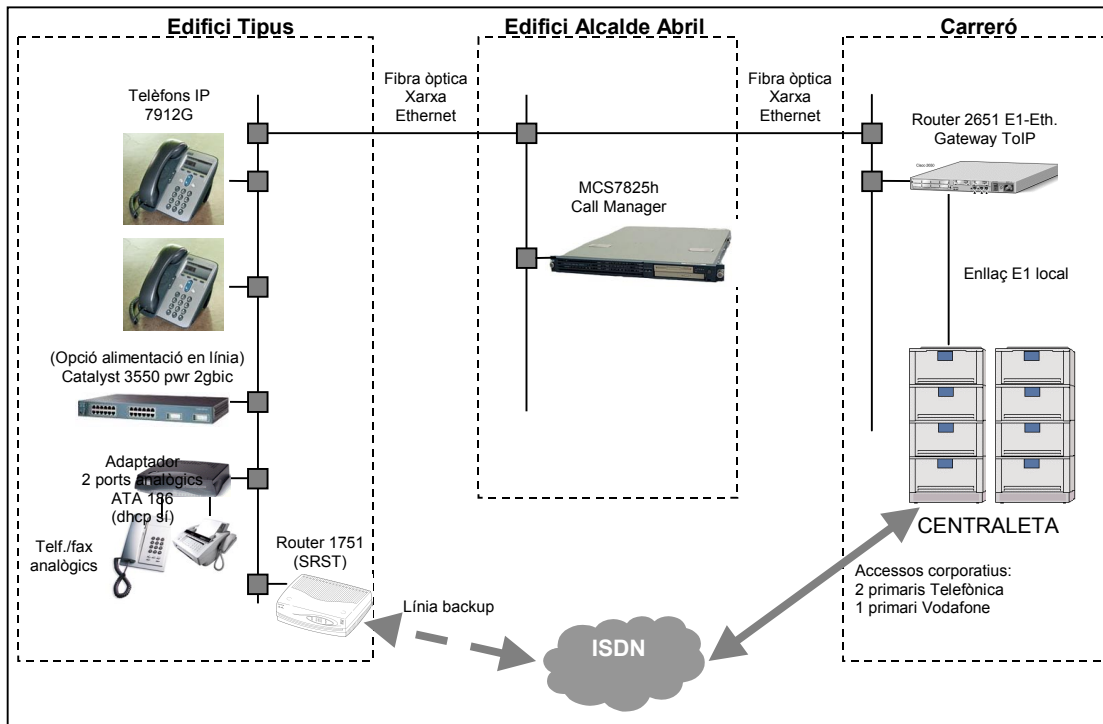 Edifici Tipus
Edifici Alcalde Abril
Carreró
Telèfons IP
7912G
Fibra òptica
Xarxa
Ethernet
Fibra òptica
Xarxa
Ethernet
Router 2651 E1-Eth.
Gateway ToIP
MCS7825h
Call Manager
Enllaç E1 local
(Opció alimentació en línia)
Catalyst 3550 pwr 2gbic
Adaptador
2 ports analògics
ATA 186
(dhcp sí)
Telf./fax
analògics
Router 1751
(SRST)
Línia backup
ISDN
CENTRALETA
Accessos corporatius:
2 primaris Telefònica
1 primari Vodafone